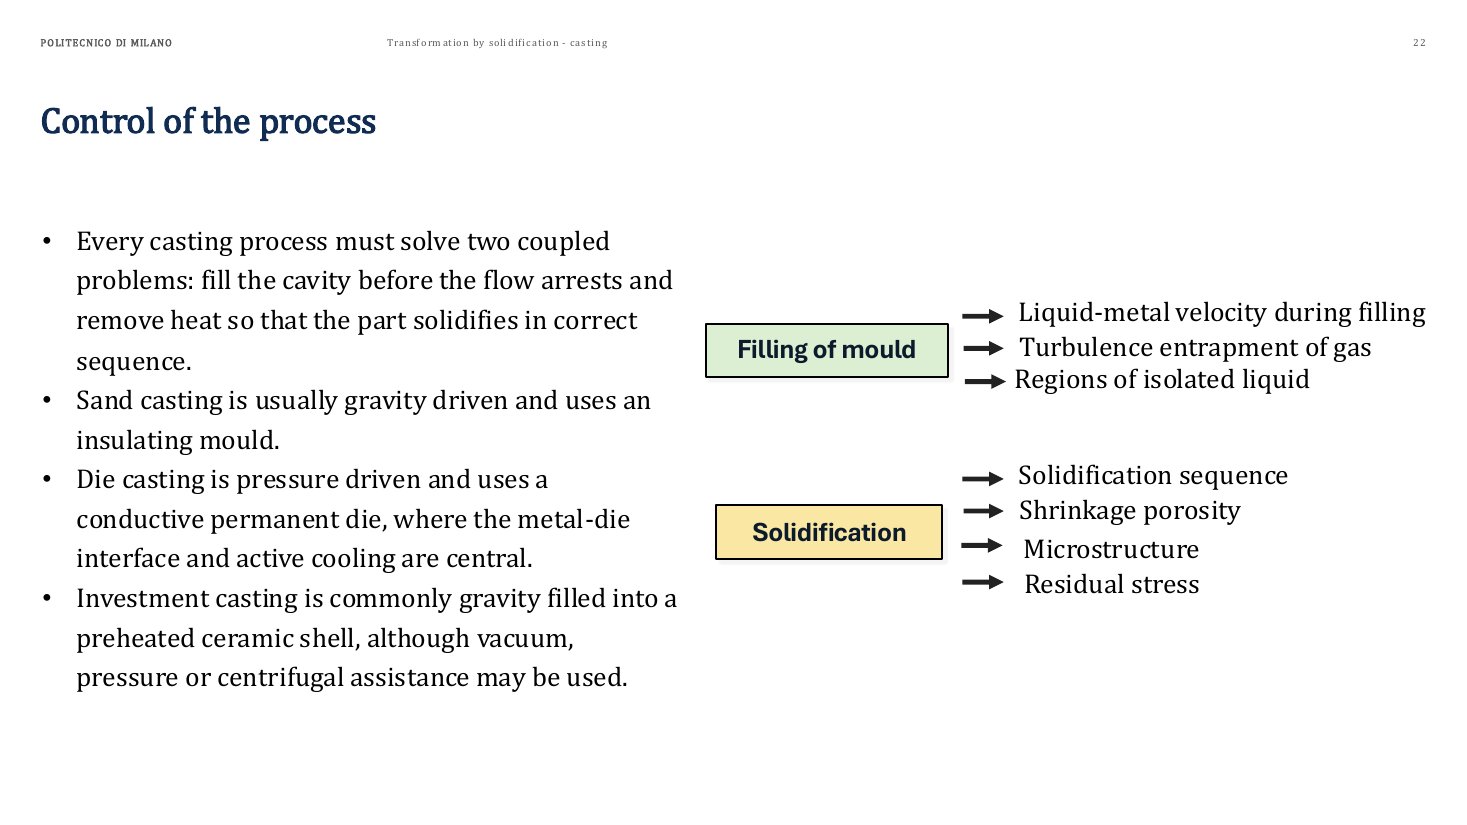 POLITECNICO DI MILANO
Transformation by solidification - casting
22
Control of the process
• Every casting process must solve two coupled
problems: fill the cavity before the flow arrests and
remove heat so that the part solidifies in correct
sequence.
• Sand casting is usually gravity driven and uses an
insulating mould.
• Die casting is pressure driven and uses a
conductive permanent die, where the metal-die
interface and active cooling are central.
• Investment casting is commonly gravity filled into a
preheated ceramic shell, although vacuum,
pressure or centrifugal assistance may be used.
Filling of mould
Liquid-metal velocity during filling
Turbulence entrapment of gas
Regions of isolated liquid
Solidification
Solidification sequence
Shrinkage porosity
Microstructure
Residual stress